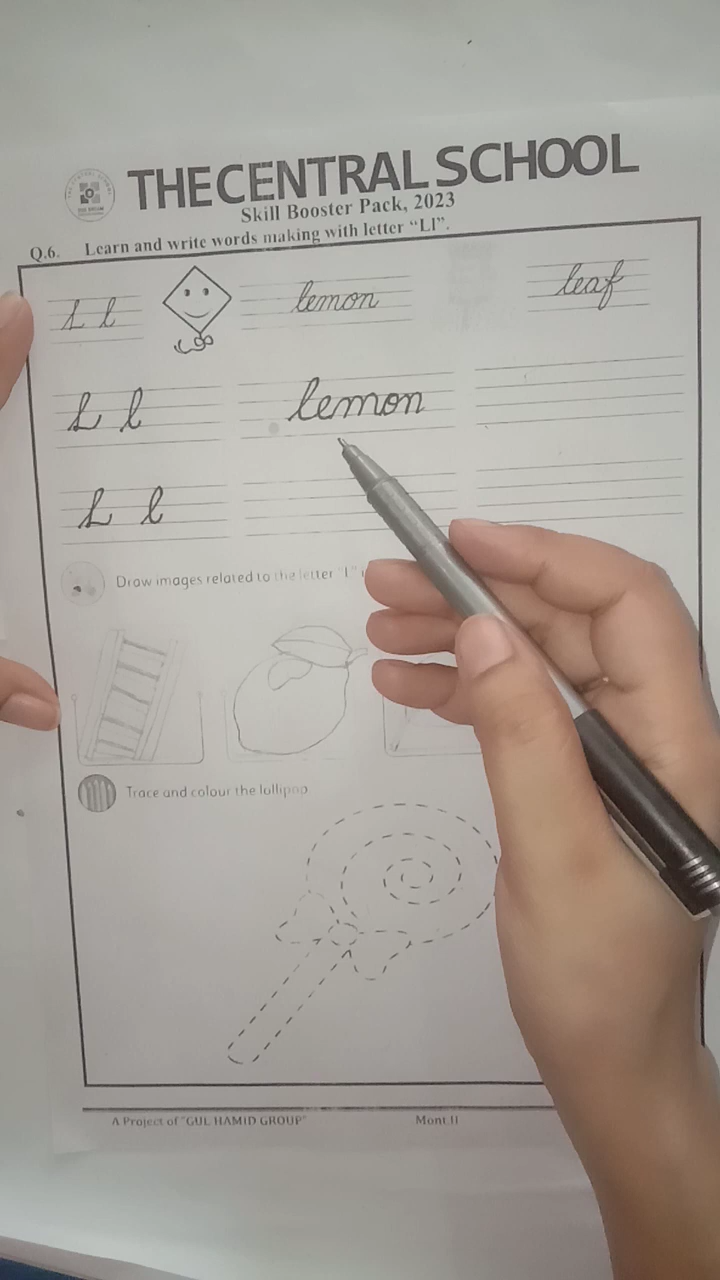 THE CENTRAL SCHOOL
Skill Booster Pack, 2023
Q.6. Learn and write words making with letter “Ll”.
L l lemon leaf
L l lemon
L l
Draw images related to the letter "l"
Trace and colour the lollipop
A Project of "GUL HAMID GROUP" Mont II